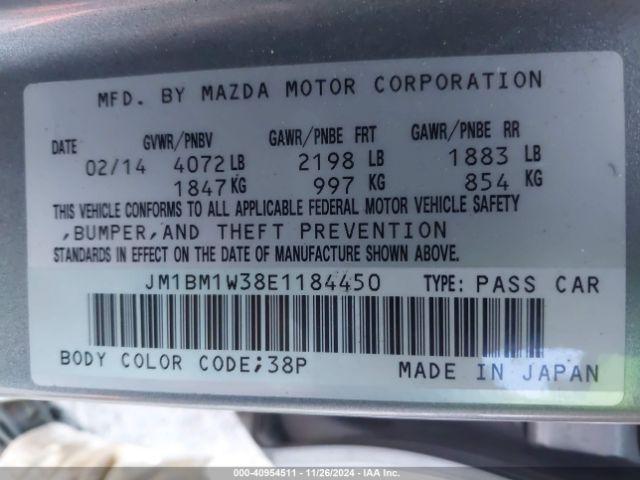 MFD. BY MAZDA MOTOR CORPORATION
DATE GVWR/PNBV GAWR/PNBE FRT GAWR/PNBE RR
02/14 4072 LB 2198 LB 1883 LB
1847 KG 997 KG 854 KG
THIS VEHICLE CONFORMS TO ALL APPLICABLE FEDERAL MOTOR VEHICLE SAFETY
,BUMPER,AND THEFT PREVENTION
STANDARDS IN EFFECT ON THE DATE OF MANUFACTURE SHOWN ABOVE.
JM1BM1W38E1184450 TYPE: PASS CAR
BODY COLOR CODE;38P MADE IN JAPAN
000-40954511 - 11/26/2024 - IAA Inc.